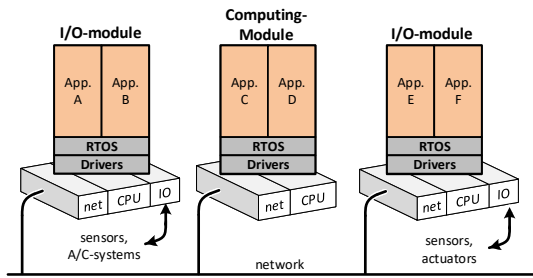 I/O-module
App.
A
App.
B
RTOS
Drivers
net CPU IO
sensors,
A/C-systems
Computing-
Module
App.
C
App.
D
RTOS
Drivers
net CPU
network
I/O-module
App.
E
App.
F
RTOS
Drivers
net CPU IO
sensors,
actuators